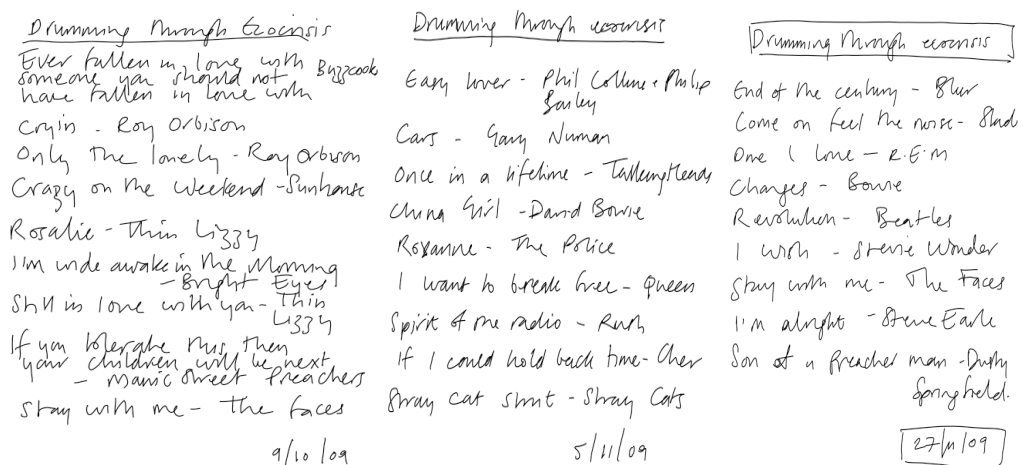 Drumming through ecocrisis
Ever fallen in love with
someone you should not Buzzcocks
have fallen in love with
Cryin - Roy Orbison
Only the lonely - Roy Orbison
Crazy on the Weekend - Sunhouse
Rosalie - Thin Lizzy
I'm wide awake in the Morning
- Bright Eyes
Still in love with you - Thin
Lizzy
If you tolerate this then
your children will be next
- Manic Street Preachers
Stay with me - The faces
9/10/09
Drumming through ecocrisis
Easy lover - Phil Collins + Philip
Bailey
Cars - Gary Numan
Once in a lifetime - Talking Heads
China Girl - David Bowie
Roxanne - The Police
I want to break free - Queen
Spirit of the radio - Rush
If I could hold back time - Cher
Stray cat strut - Stray Cats
5/11/09
Drumming through ecocrisis
End of the century - Blur
Come on feel the noise - Slad
One I love - R.E.M
Changes - Bowie
Revolution - Beatles
I wish - Stevie Wonder
Stay with me - The Faces
I'm alright - Steve Earle
Son of a preacher man - Dusty
Springfield.
27/11/09